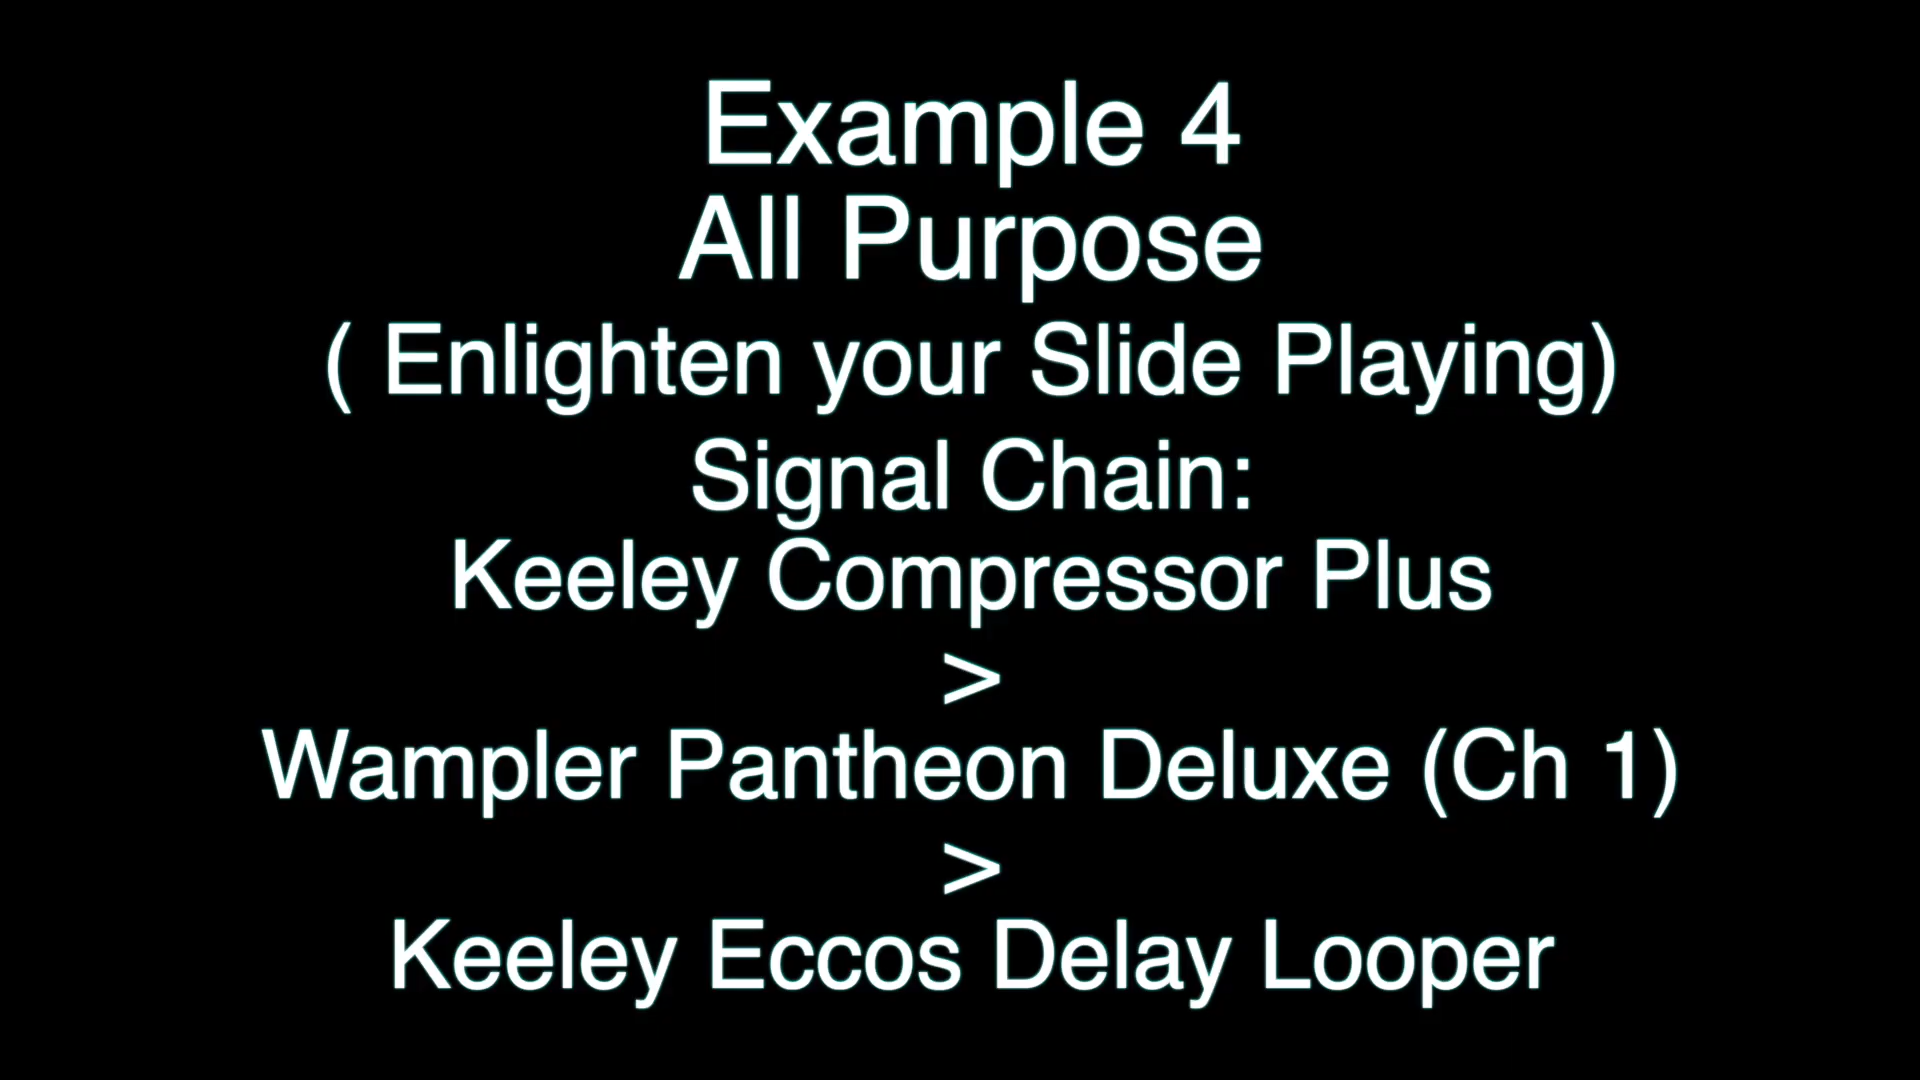 Example 4
All Purpose
( Enlighten your Slide Playing)
Signal Chain:
Keeley Compressor Plus
>
Wampler Pantheon Deluxe (Ch 1)
>
Keeley Eccos Delay Looper